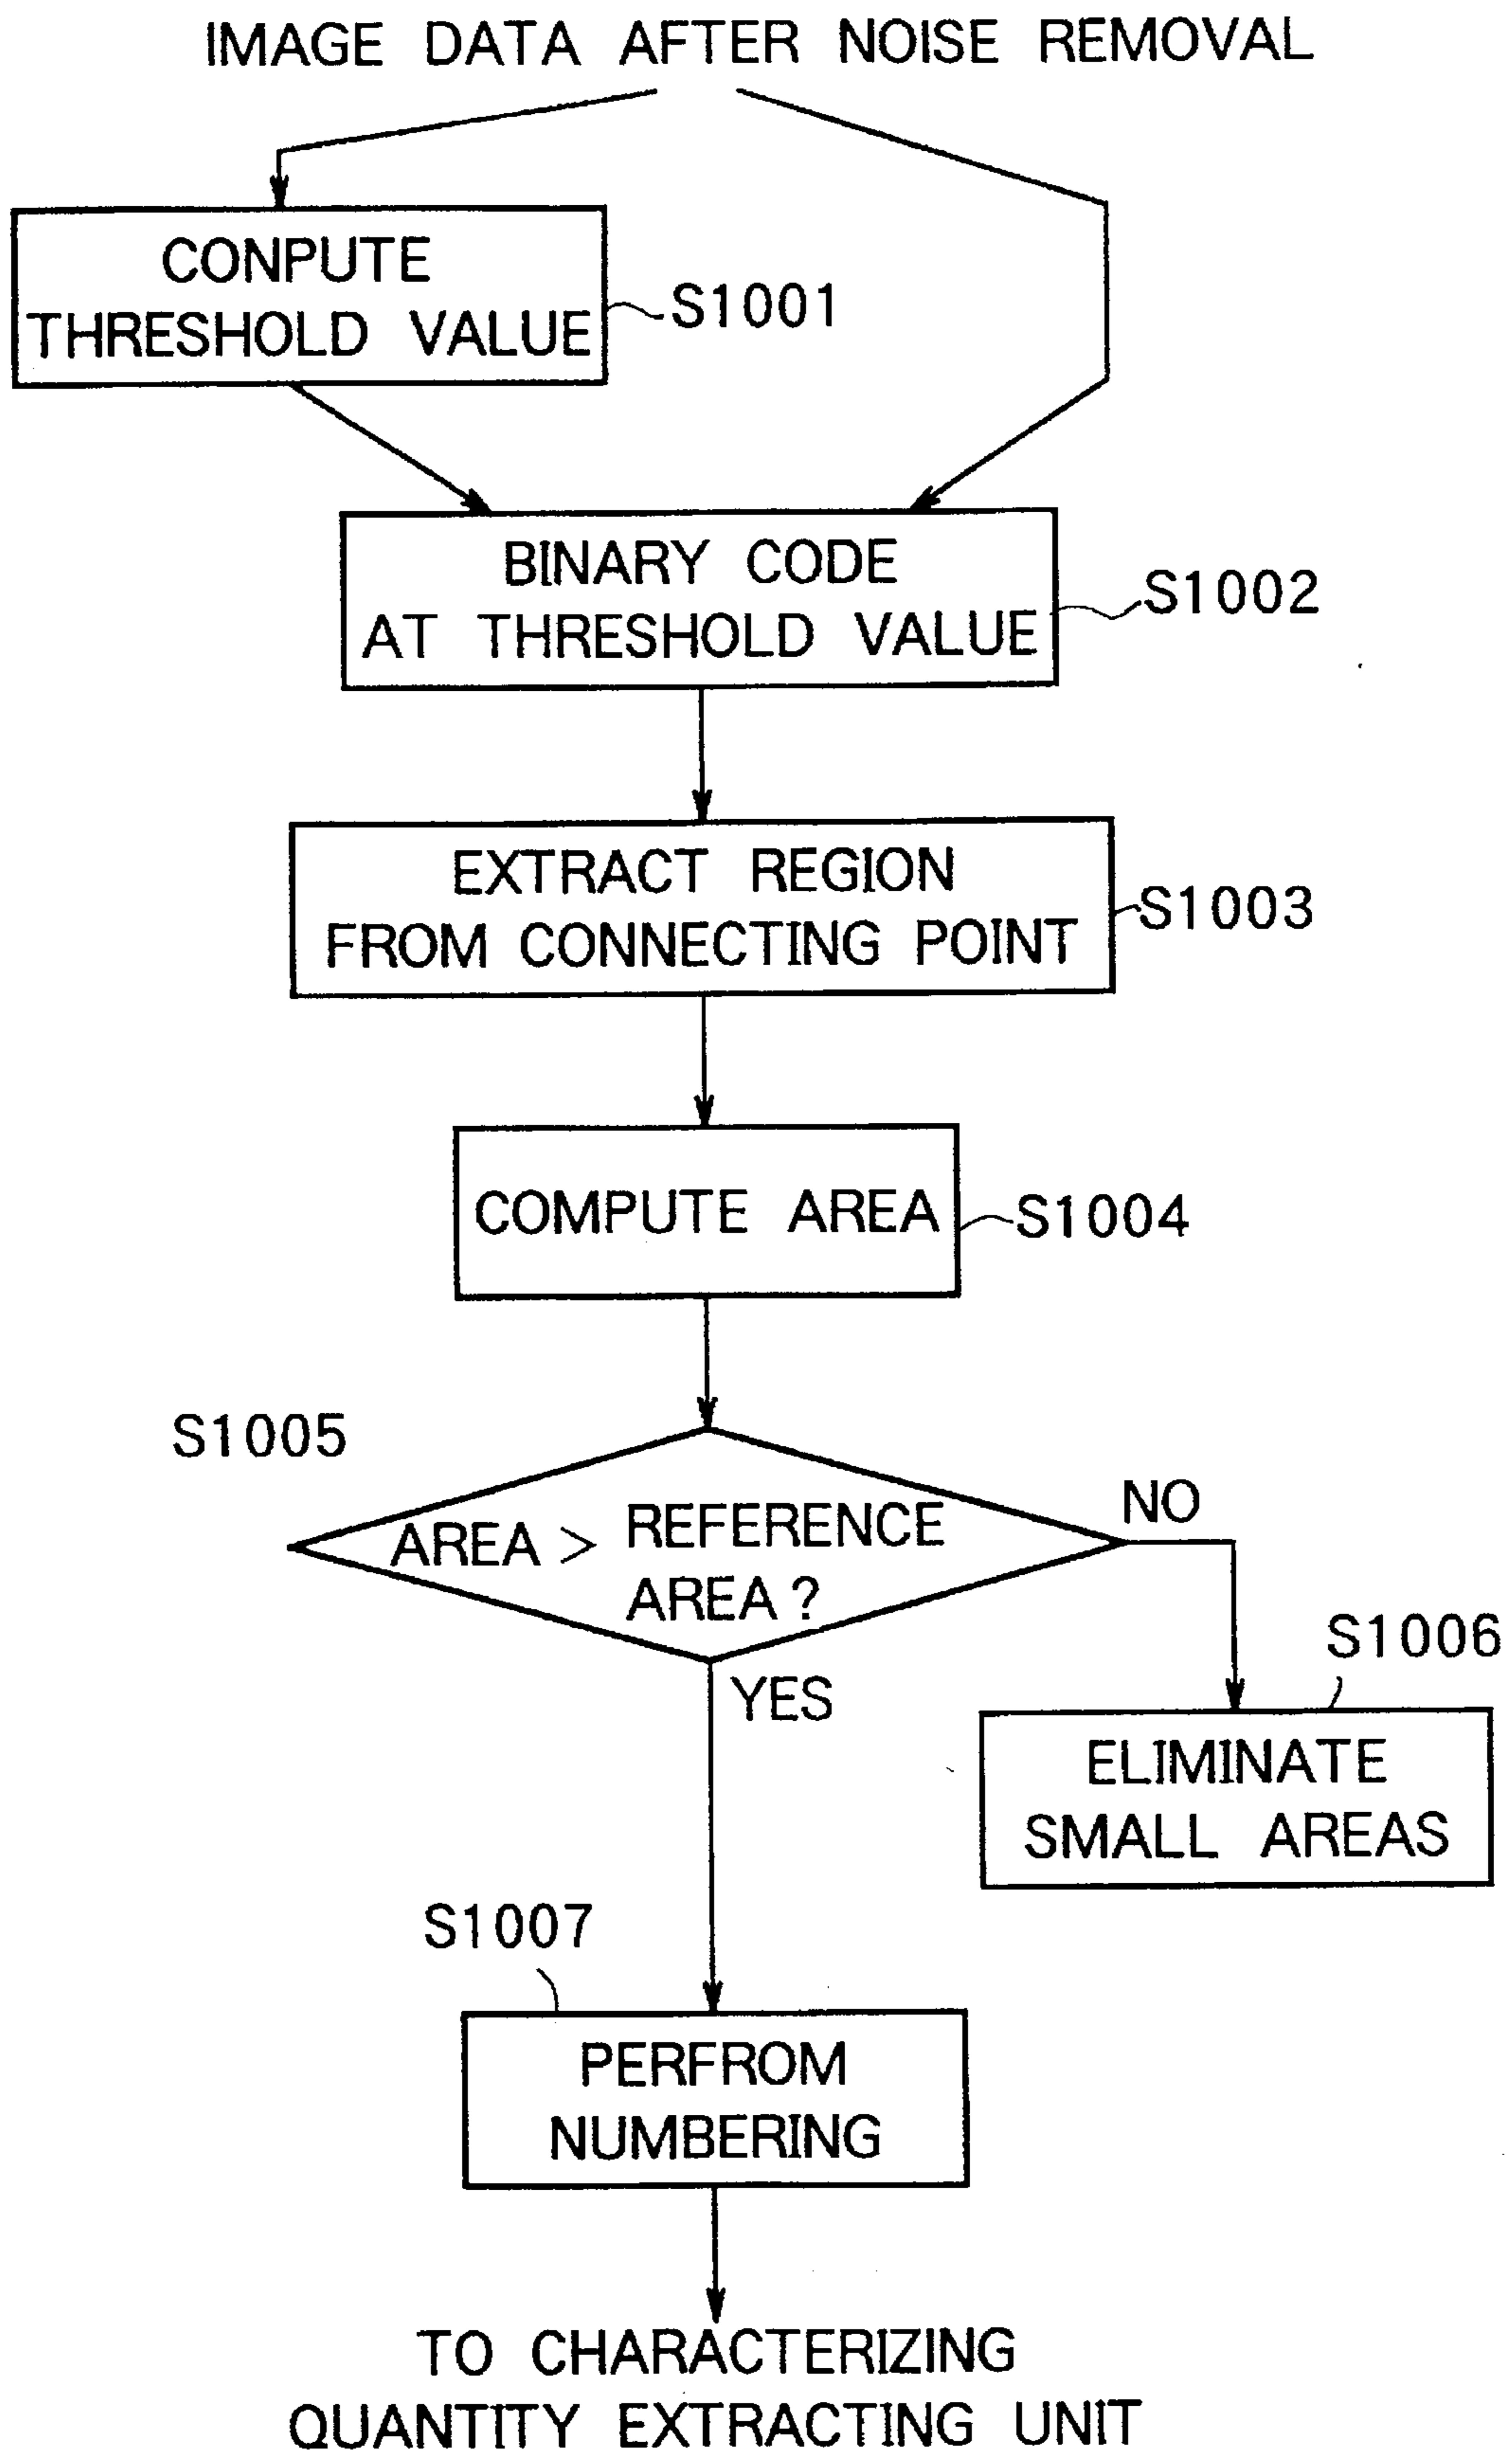 IMAGE DATA AFTER NOISE REMOVAL
CONPUTE
THRESHOLD VALUE
S1001
BINARY CODE
AT THRESHOLD VALUE
S1002
EXTRACT REGION
FROM CONNECTING POINT
S1003
COMPUTE AREA
S1004
S1005
AREA > REFERENCE
AREA?
NO
YES
S1006
ELIMINATE
SMALL AREAS
S1007
PERFROM
NUMBERING
TO CHARACTERIZING
QUANTITY EXTRACTING UNIT